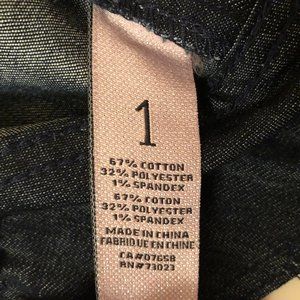 1
67% COTTON
32% POLYESTER
1% SPANDEX
67% COTON
32% POLYESTER
1% SPANDEX
MADE IN CHINA
FABRIQUE EN CHINE
CA#07658
RN#73023